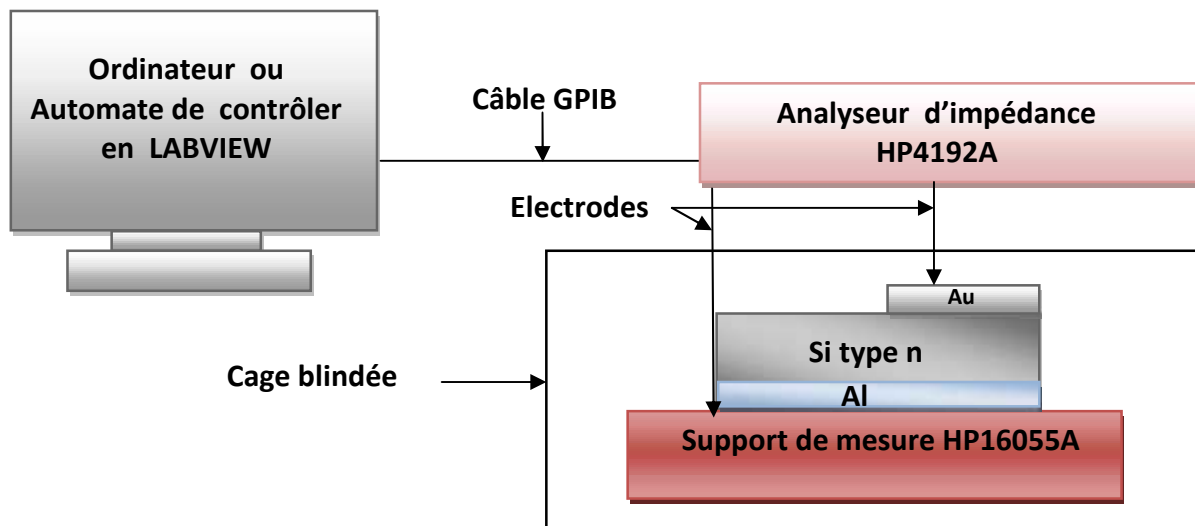 Ordinateur ou
Automate de contrôler
en LABVIEW
Câble GPIB
Analyseur d'impédance
HP4192A
Electrodes
Au
Si type n
Cage blindée
Al
Support de mesure HP16055A